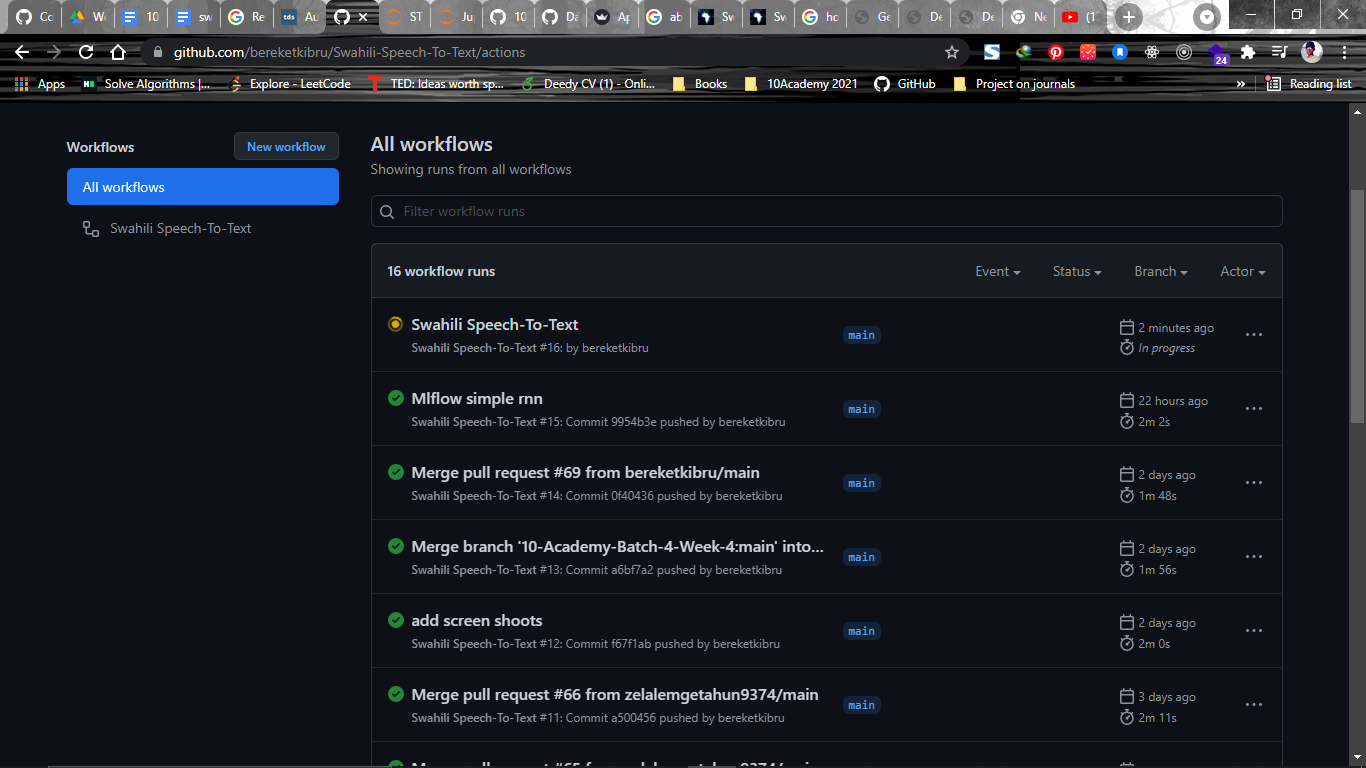 Co
W
10
sw
Re
tds Au
ST
Ju
10
Da
Ap
ab
Sw
Sw
hc
Ge
De
De
Ne
(1
github.com/bereketkibru/Swahili-Speech-To-Text/actions
24
Apps Solve Algorithms |... Explore - LeetCode TED: Ideas worth sp... Deedy CV (1) - Onli... Books 10Academy 2021 GitHub Project on journals » Reading list
Workflows
New workflow
All workflows
Swahili Speech-To-Text
All workflows
Showing runs from all workflows
Filter workflow runs
16 workflow runs Event Status Branch Actor
Swahili Speech-To-Text
Swahili Speech-To-Text #16: by bereketkibru
main
2 minutes ago
In progress
Mlflow simple rnn
Swahili Speech-To-Text #15: Commit 9954b3e pushed by bereketkibru
main
22 hours ago
2m 2s
Merge pull request #69 from bereketkibru/main
Swahili Speech-To-Text #14: Commit 0f40436 pushed by bereketkibru
main
2 days ago
1m 48s
Merge branch '10-Academy-Batch-4-Week-4:main' into...
Swahili Speech-To-Text #13: Commit a6bf7a2 pushed by bereketkibru
main
2 days ago
1m 56s
add screen shoots
Swahili Speech-To-Text #12: Commit f67f1ab pushed by bereketkibru
main
2 days ago
2m 0s
Merge pull request #66 from zelalemgetahun9374/main
Swahili Speech-To-Text #11: Commit a500456 pushed by bereketkibru
main
3 days ago
2m 11s